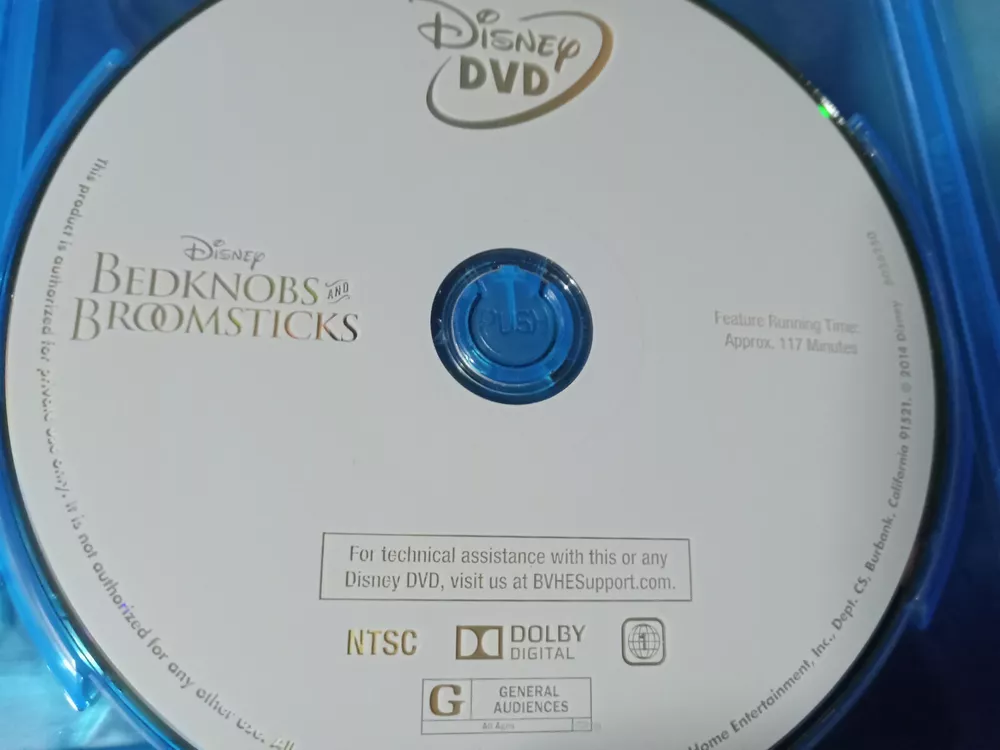 Disney
DVD
Disney
BEDKNOBS AND
BROOMSTICKS
PUSH
Feature Running Time:
Approx. 117 Minutes
For technical assistance with this or any
Disney DVD, visit us at BVHESupport.com.
NTSC
DOLBY
DIGITAL
1
G
GENERAL
AUDIENCES
All Ages
This product is authorized for private use only. It is not authorized for any other use. All
Home Entertainment, Inc., Dept. CS, Burbank, California 91521. © 2014 Disney